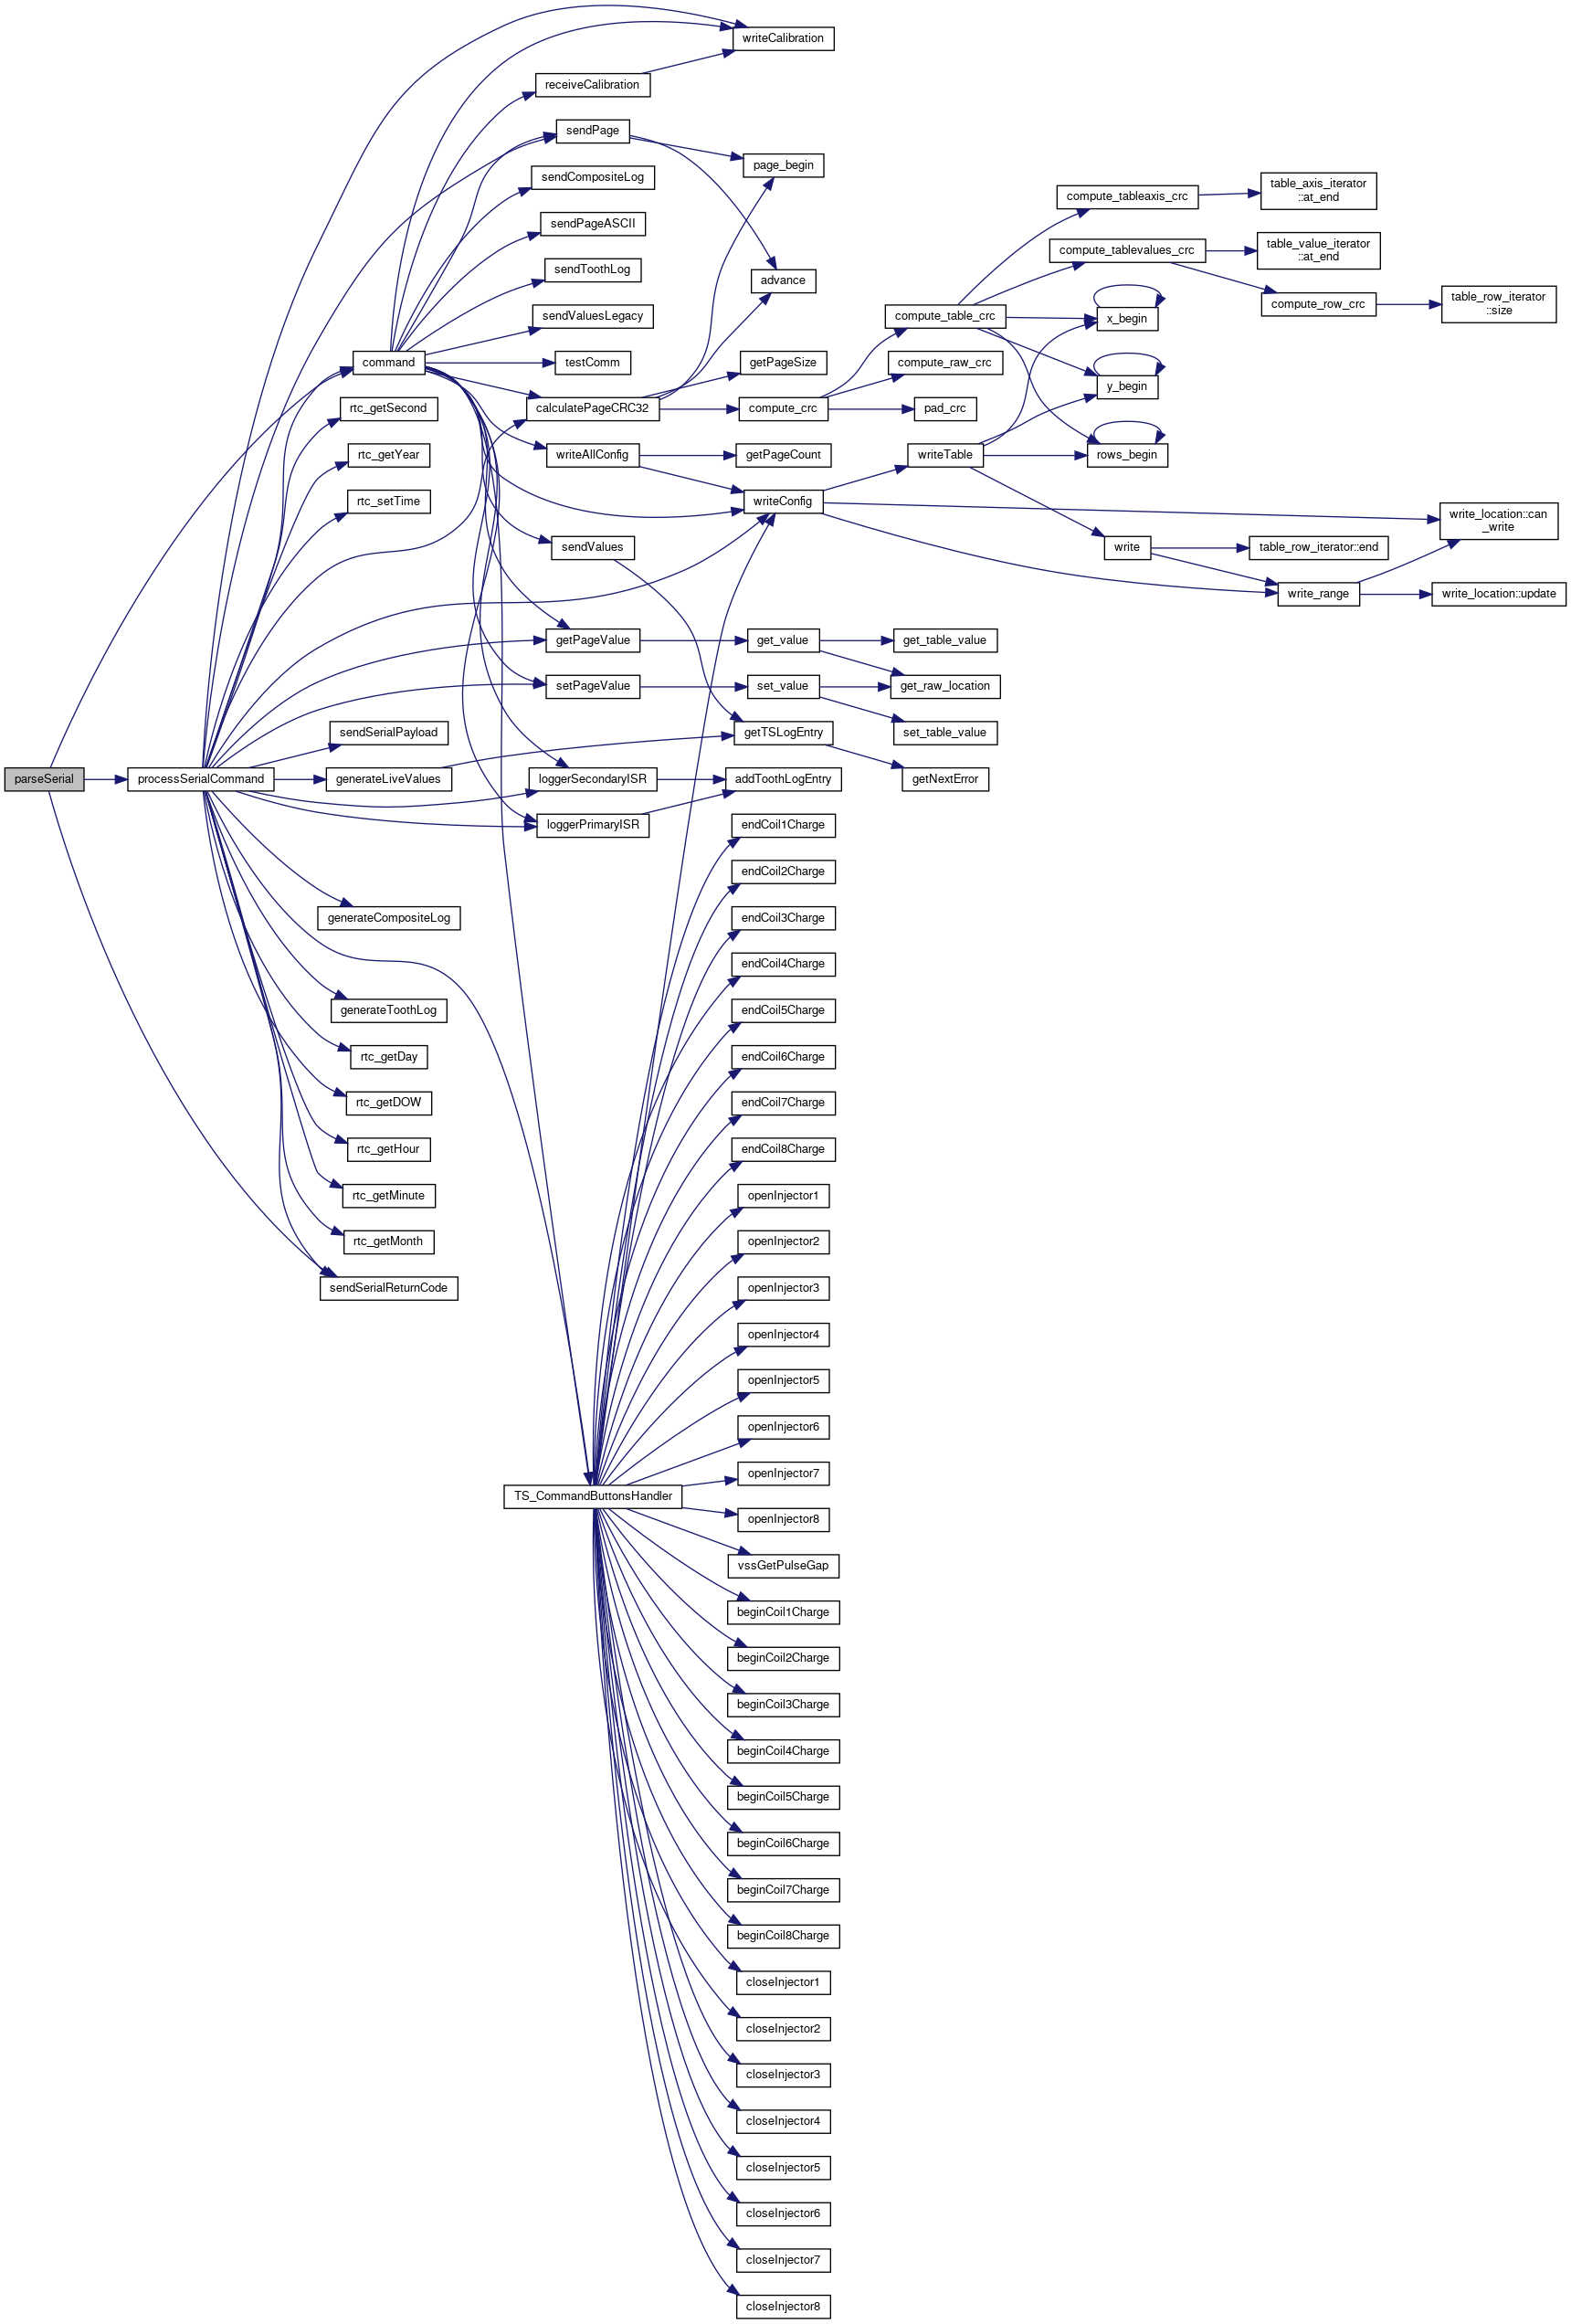 writeCalibration
receiveCalibration
sendPage
page_begin
sendCompositeLog
table_axis_iterator
::at_end
compute_tableaxis_crc
sendPageASCII
table_value_iterator
::at_end
compute_tablevalues_crc
sendToothLog
advance
compute_row_crc
table_row_iterator
::size
sendValuesLegacy
compute_table_crc
x_begin
command
testComm
getPageSize
compute_raw_crc
y_begin
rtc_getSecond
calculatePageCRC32
compute_crc
pad_crc
rtc_getYear
writeAllConfig
getPageCount
writeTable
rows_begin
rtc_setTime
writeConfig
write_location::can
_write
sendValues
write
table_row_iterator::end
write_range
write_location::update
getPageValue
get_value
get_table_value
setPageValue
set_value
get_raw_location
sendSerialPayload
getTSLogEntry
set_table_value
parseSerial
processSerialCommand
generateLiveValues
loggerSecondaryISR
addToothLogEntry
getNextError
loggerPrimaryISR
endCoil1Charge
endCoil2Charge
generateCompositeLog
endCoil3Charge
endCoil4Charge
generateToothLog
endCoil5Charge
rtc_getDay
endCoil6Charge
rtc_getDOW
endCoil7Charge
rtc_getHour
endCoil8Charge
rtc_getMinute
openInjector1
rtc_getMonth
openInjector2
sendSerialReturnCode
openInjector3
openInjector4
openInjector5
openInjector6
openInjector7
TS_CommandButtonsHandler
openInjector8
vssGetPulseGap
beginCoil1Charge
beginCoil2Charge
beginCoil3Charge
beginCoil4Charge
beginCoil5Charge
beginCoil6Charge
beginCoil7Charge
beginCoil8Charge
closeInjector1
closeInjector2
closeInjector3
closeInjector4
closeInjector5
closeInjector6
closeInjector7
closeInjector8